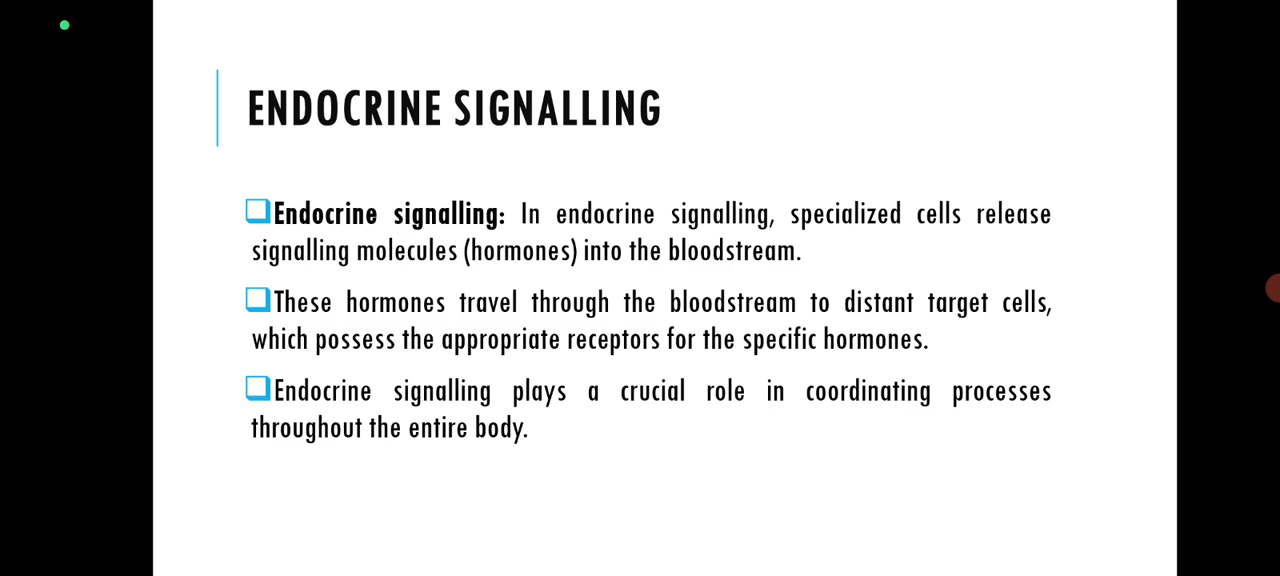 ENDOCRINE SIGNALLING
Endocrine signalling: In endocrine signalling, specialized cells release
signalling molecules (hormones) into the bloodstream.
These hormones travel through the bloodstream to distant target cells,
which possess the appropriate receptors for the specific hormones.
Endocrine signalling plays a crucial role in coordinating processes
throughout the entire body.